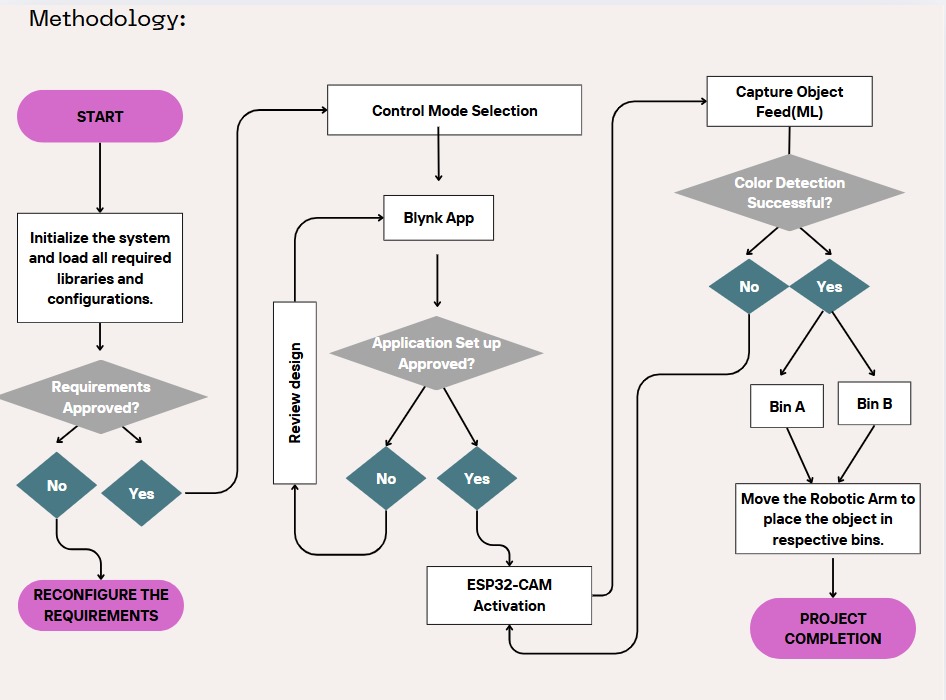 Methodology:
START
Initialize the system
and load all required
libraries and
configurations.
Requirements
Approved?
No
Yes
RECONFIGURE THE
REQUIREMENTS
Control Mode Selection
Blynk App
Review design
Application Set up
Approved?
No
Yes
ESP32-CAM
Activation
Capture Object
Feed(ML)
Color Detection
Successful?
No
Yes
Bin A
Bin B
Move the Robotic Arm to
place the object in
respective bins.
PROJECT
COMPLETION